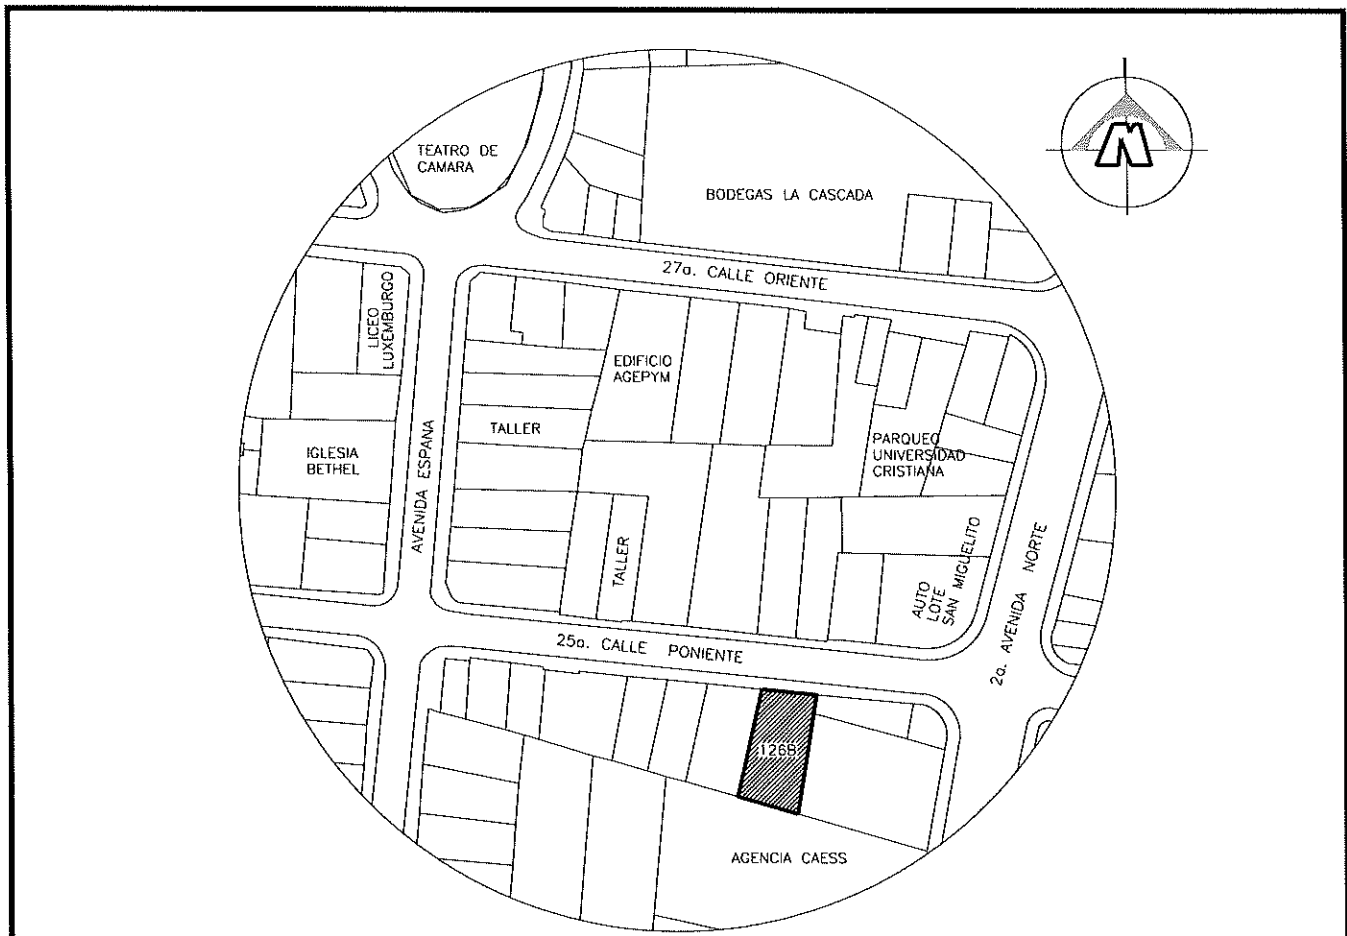 TEATRO DE
CAMARA
BODEGAS LA CASCADA
N
27a. CALLE ORIENTE
LICEO
LUXEMBURGO
EDIFICIO
AGEPYM
TALLER
AVENIDA ESPANA
IGLESIA
BETHEL
PARQUEO
UNIVERSIDAD
CRISTIANA
TALLER
AUTO
LOTE
SAN MIGUELITO
2a. AVENIDA NORTE
25a. CALLE PONIENTE
126B
AGENCIA CAESS